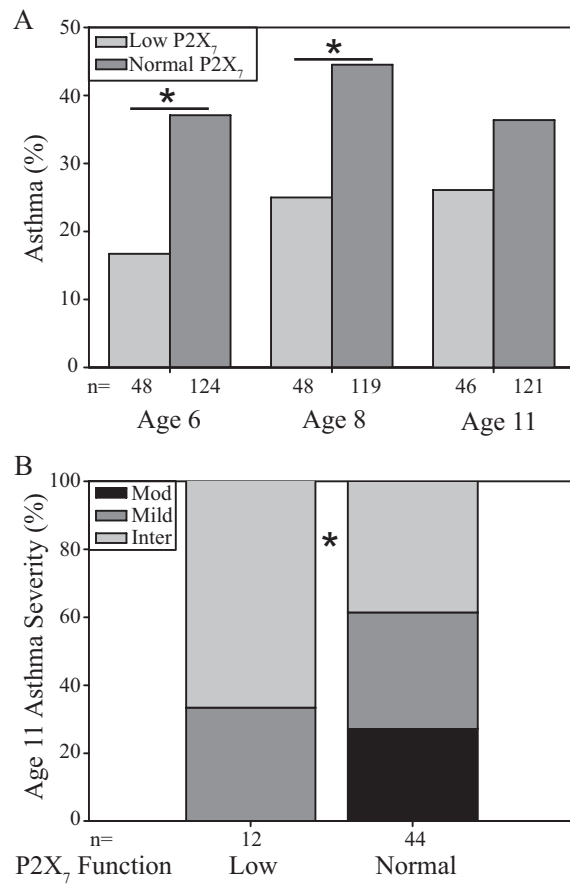 A
50
Low P2X7
Normal P2X7
*
*
40
30
20
10
0
Asthma (%)
n= 48 124 48 119 46 121
Age 6 Age 8 Age 11
B
100
Mod
Mild
Inter
*
80
60
40
20
0
Age 11 Asthma Severity (%)
n= 12 44
P2X7 Function Low Normal